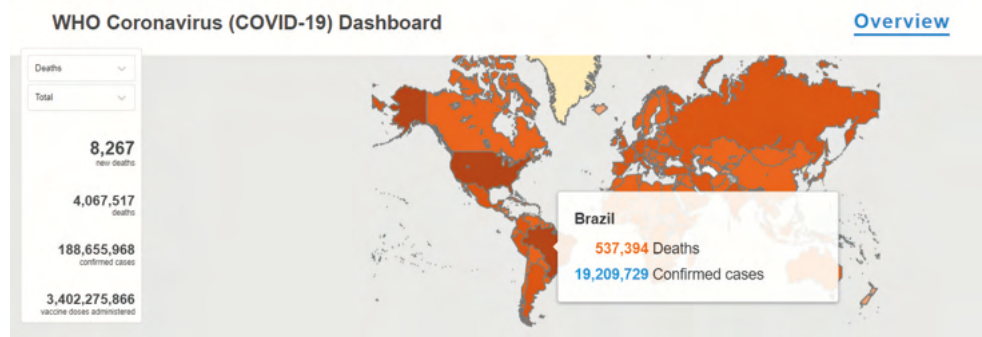 WHO Coronavirus (COVID-19) Dashboard
Overview
Deaths
Total
8,267
new deaths
4,067,517
deaths
188,655,968
confirmed cases
3,402,275,866
vaccine doses administered
Brazil
537,394 Deaths
19,209,729 Confirmed cases